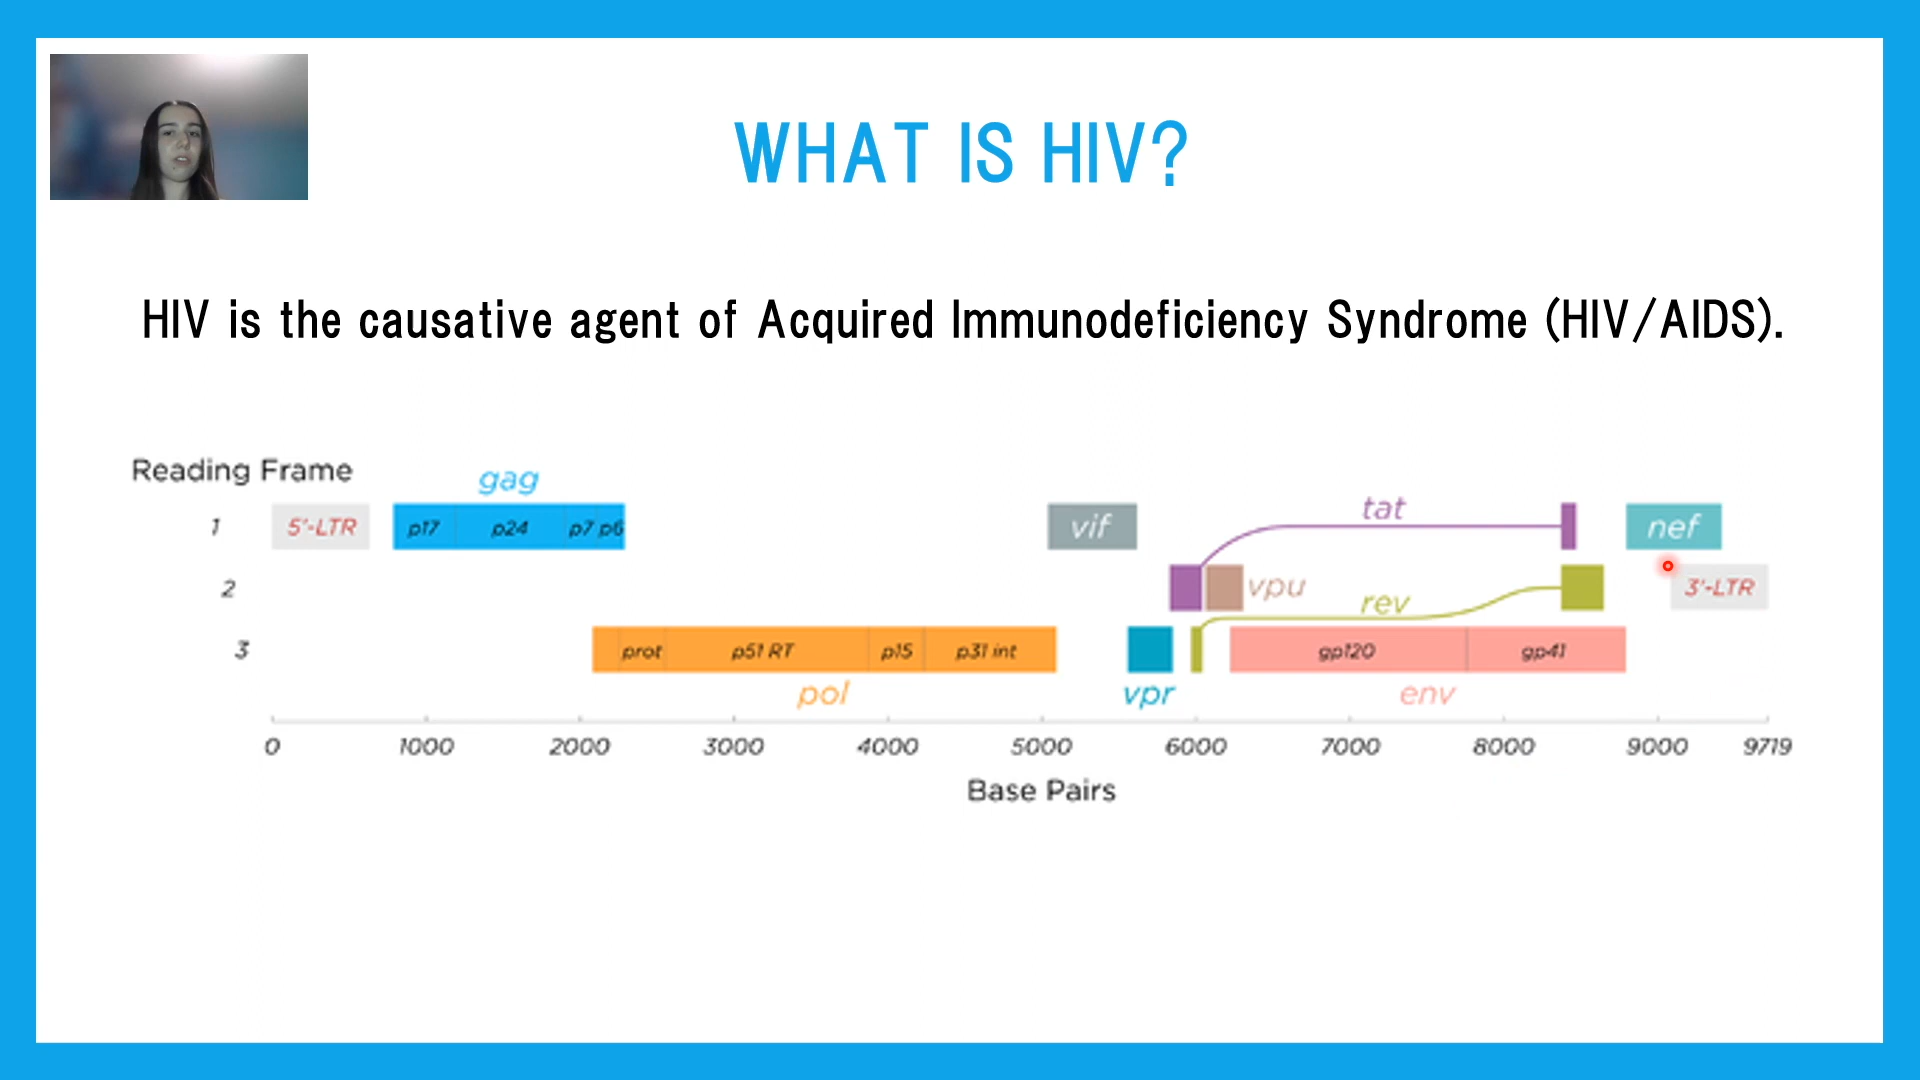 WHAT IS HIV?
HIV is the causative agent of Acquired Immunodeficiency Syndrome (HIV/AIDS).
Reading Frame
gag
1 5'-LTR p17 p24 p7 p6 vif tat nef
2 vpu rev 3'-LTR
3 prot p51 RT p15 p31 int gp120 gp41
pol vpr env
0 1000 2000 3000 4000 5000 6000 7000 8000 9000 9719
Base Pairs